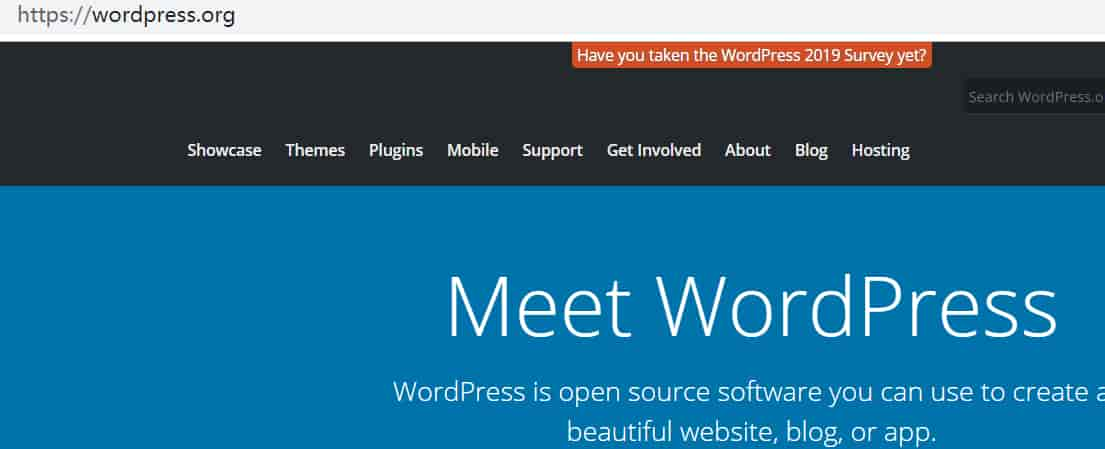 https://wordpress.org
Have you taken the WordPress 2019 Survey yet?
Search WordPress.o
Showcase Themes Plugins Mobile Support Get Involved About Blog Hosting
Meet WordPress
WordPress is open source software you can use to create a
beautiful website, blog, or app.